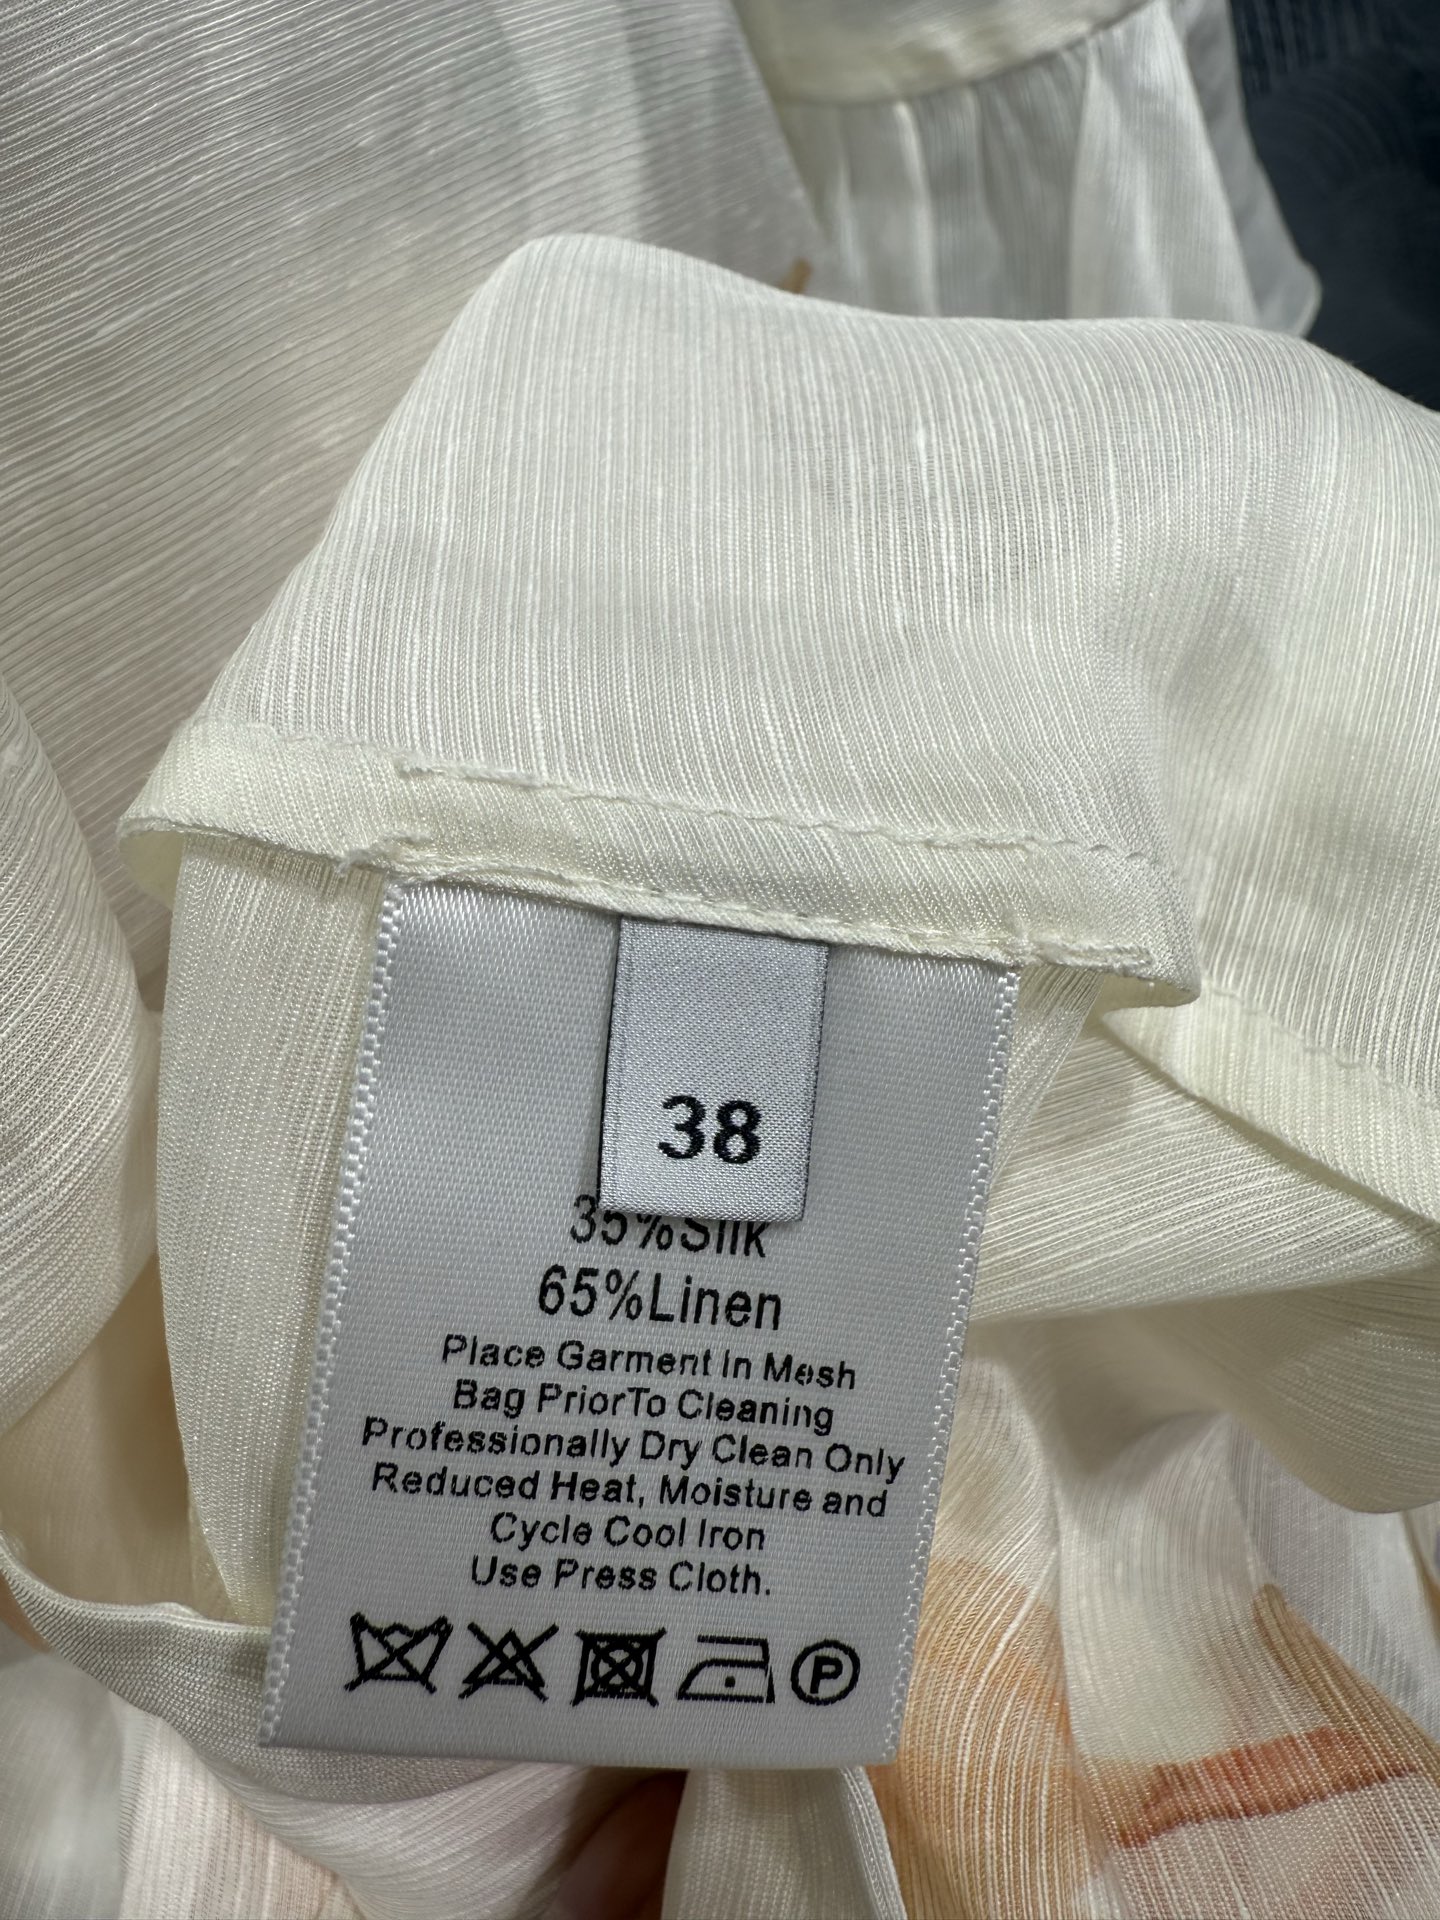 38
35%Silk
65%Linen
Place Garment In Mesh
Bag PriorTo Cleaning
Professionally Dry Clean Only
Reduced Heat, Moisture and
Cycle Cool Iron
Use Press Cloth.
P